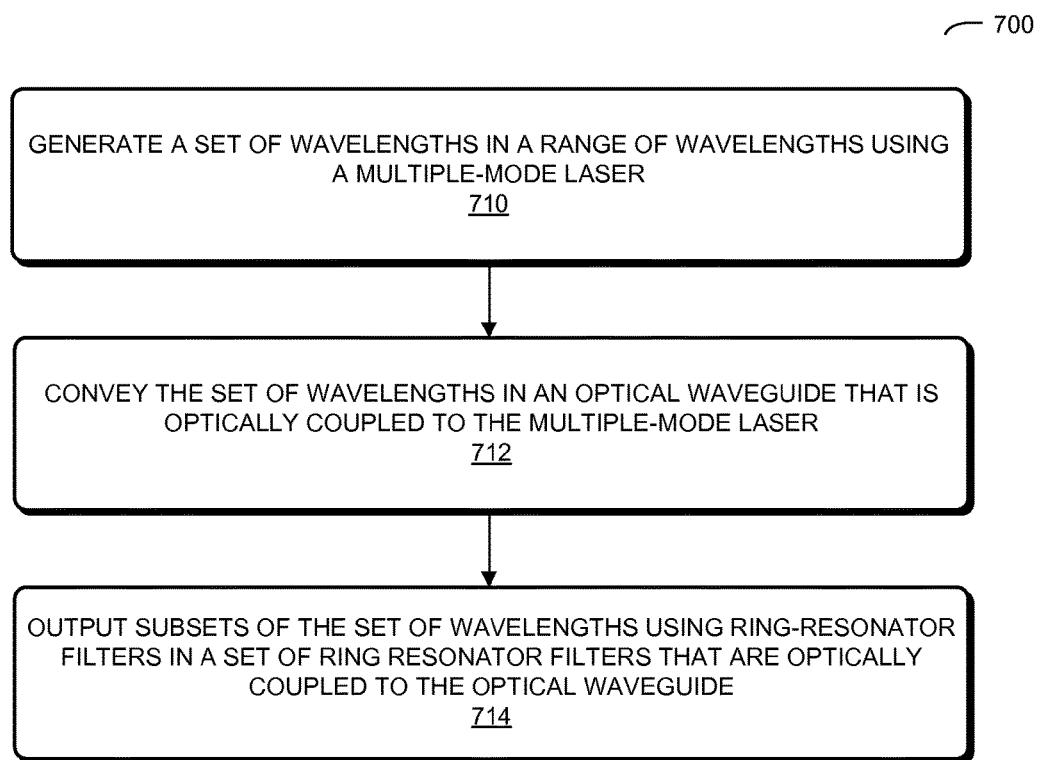 700
GENERATE A SET OF WAVELENGTHS IN A RANGE OF WAVELENGTHS USING
A MULTIPLE-MODE LASER
710
CONVEY THE SET OF WAVELENGTHS IN AN OPTICAL WAVEGUIDE THAT IS
OPTICALLY COUPLED TO THE MULTIPLE-MODE LASER
712
OUTPUT SUBSETS OF THE SET OF WAVELENGTHS USING RING-RESONATOR
FILTERS IN A SET OF RING RESONATOR FILTERS THAT ARE OPTICALLY
COUPLED TO THE OPTICAL WAVEGUIDE
714